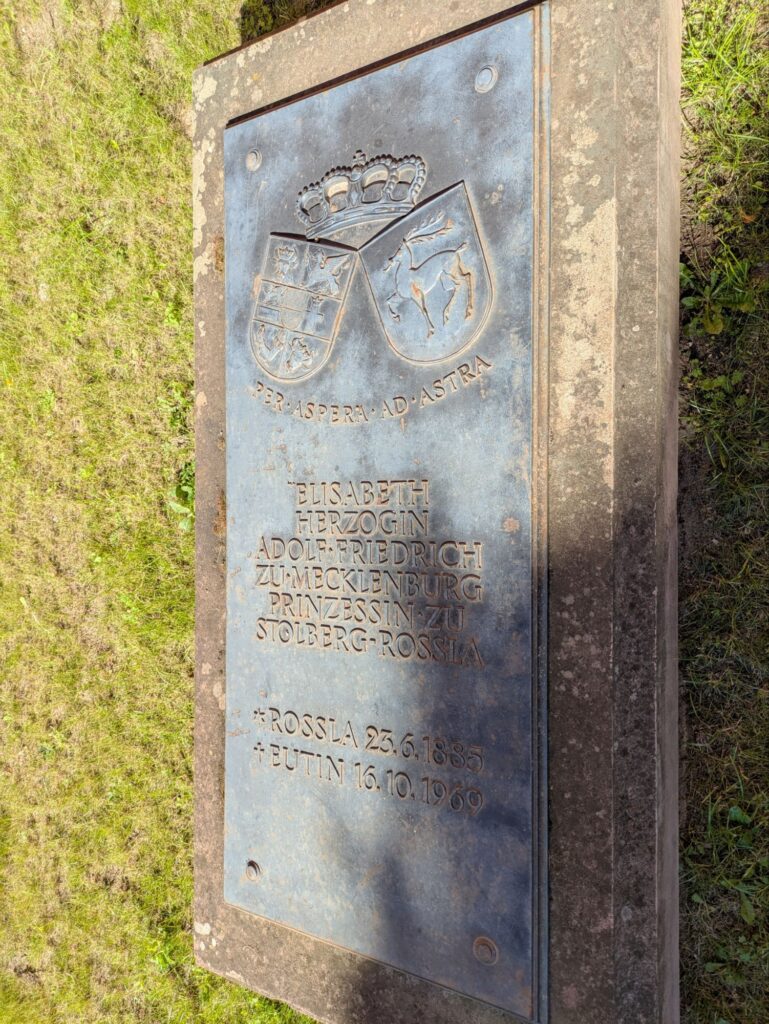 PER·ASPERA·AD·ASTRA
ELISABETH
HERZOGIN
ADOLF·FRIEDRICH
ZU·MECKLENBURG
PRINZESSIN·ZU
STOLBERG-ROSSLA
* ROSSLA 23.6.1885
† EUTIN 16.10.1969